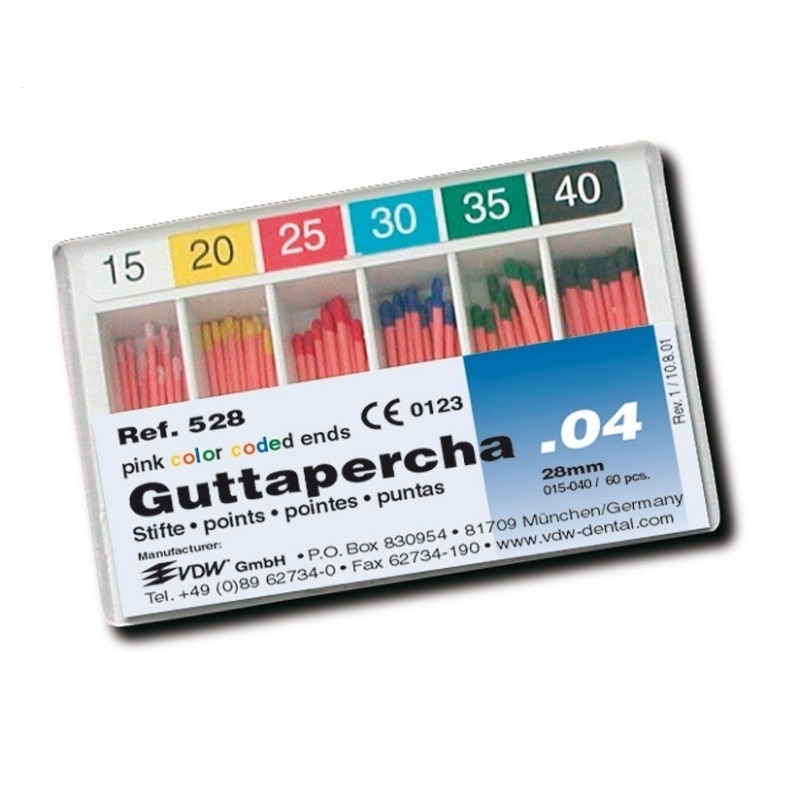 15 20 25 30 35 40
Ref. 528
CE 0123
pink color coded ends
Guttapercha
.04
Stifte • points • pointes • puntas
28mm
015-040 / 60 pcs.
Rev. 1 / 10.8.01
Manufacturer:
VDW GmbH • P.O. Box 830954 • 81709 München/Germany
Tel. +49 (0)89 62734-0 • Fax 62734-190 • www.vdw-dental.com